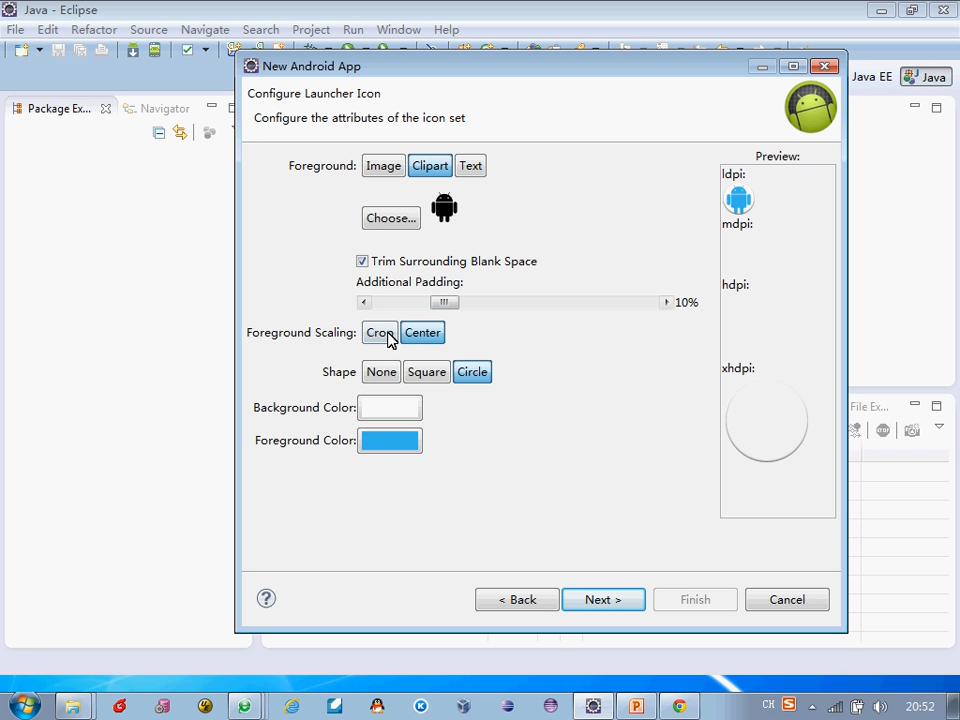 Java - Eclipse
File Edit Refactor Source Navigate Search Project Run Window Help
Java EE Java
New Android App
Package Ex... Navigator
Configure Launcher Icon
Configure the attributes of the icon set
Preview:
Foreground: Image Clipart Text
ldpi:
Choose...
mdpi:
Trim Surrounding Blank Space
Additional Padding:
hdpi:
10%
Foreground Scaling: Crop Center
Shape None Square Circle
xhdpi:
Background Color:
File Ex...
Foreground Color:
< Back Next > Finish Cancel
CH 20:52